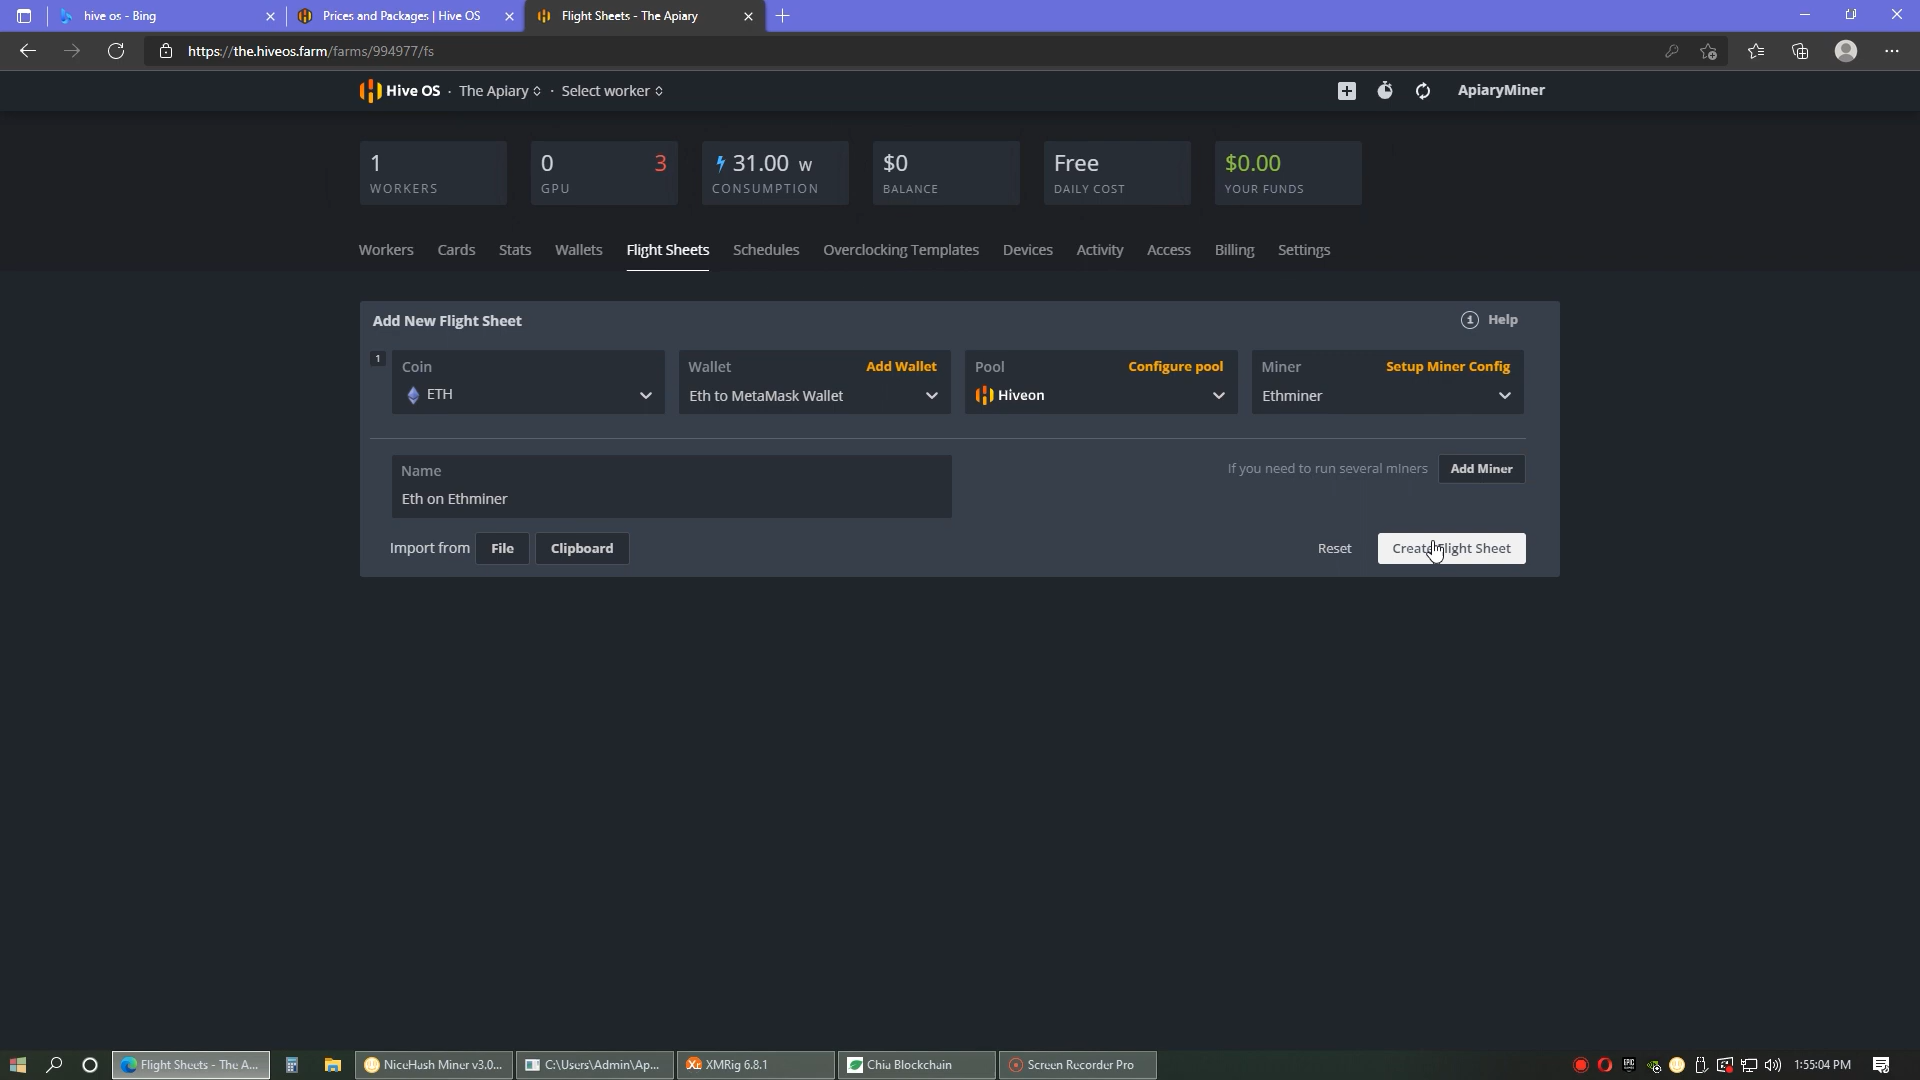 hive os - Bing
Prices and Packages | Hive OS
Flight Sheets - The Apiary
https://the.hiveos.farm/farms/994977/fs
Hive OS · The Apiary · Select worker
ApiaryMiner
1
WORKERS
0 3
GPU
31.00 w
CONSUMPTION
$0
BALANCE
Free
DAILY COST
$0.00
YOUR FUNDS
Workers Cards Stats Wallets Flight Sheets Schedules Overclocking Templates Devices Activity Access Billing Settings
Add New Flight Sheet
Help
1
Coin
ETH
Wallet Add Wallet
Eth to MetaMask Wallet
Pool Configure pool
Hiveon
Miner Setup Miner Config
Ethminer
Name
Eth on Ethminer
If you need to run several miners Add Miner
Import from File Clipboard
Reset Create Flight Sheet
Flight Sheets - The A...
NiceHash Miner v3.0...
C:\Users\Admin\Ap...
XMRig 6.8.1
Chia Blockchain
Screen Recorder Pro
1:55:04 PM